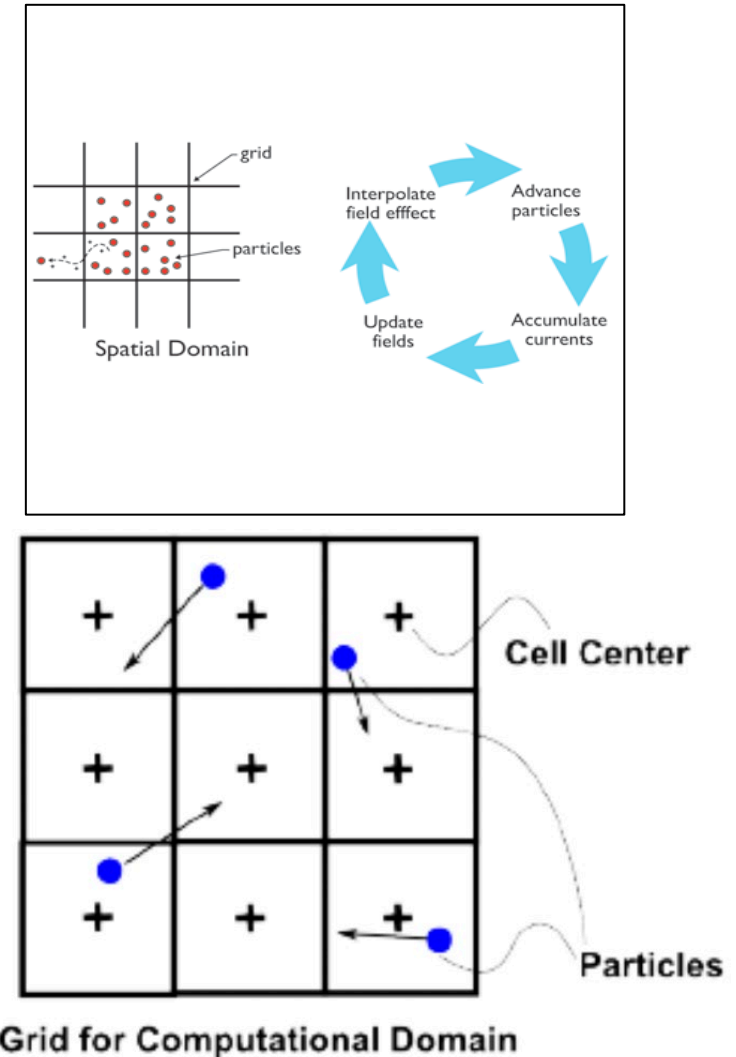 grid
particles
Spatial Domain
Interpolate
field efffect
Advance
particles
Accumulate
currents
Update
fields
Cell Center
Particles
Grid for Computational Domain